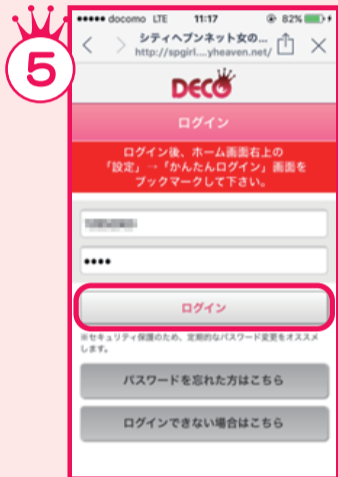 5
docomo LTE 11:17 82%
シティヘブンネット女の...
http://spgirl....yheaven.net/
DECO
ログイン
ログイン後、ホーム画面右上の
「設定」→「かんたんログイン」画面を
ブックマークして下さい。
••••
ログイン
※セキュリティ保護のため、定期的なパスワード変更をオススメ
します。
パスワードを忘れた方はこちら
ログインできない場合はこちら